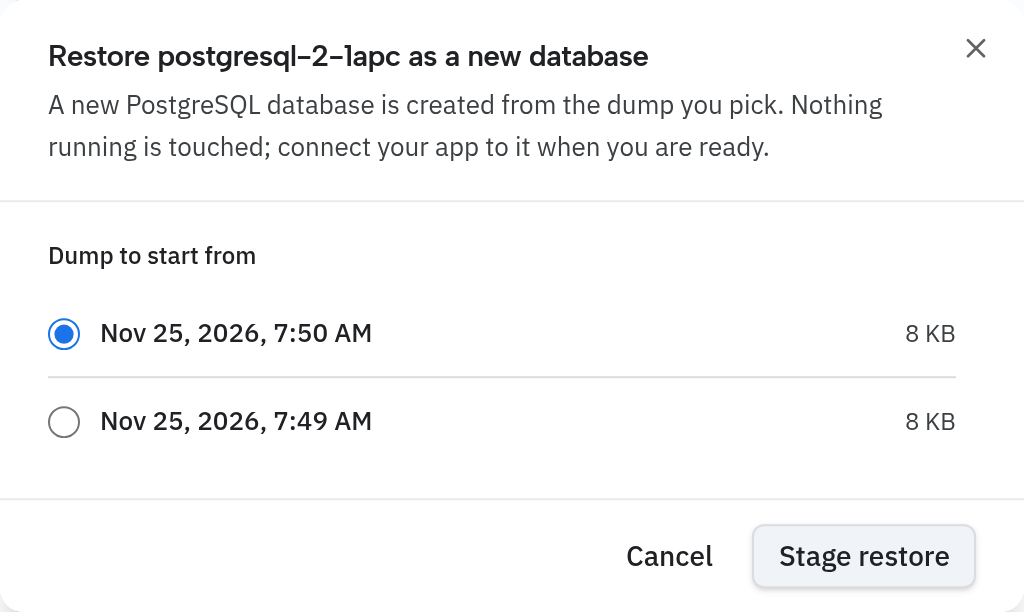 Restore postgresql-2-1apc as a new database
A new PostgreSQL database is created from the dump you pick. Nothing
running is touched; connect your app to it when you are ready.
Dump to start from
Nov 25, 2026, 7:50 AM 8 KB
Nov 25, 2026, 7:49 AM 8 KB
Cancel Stage restore